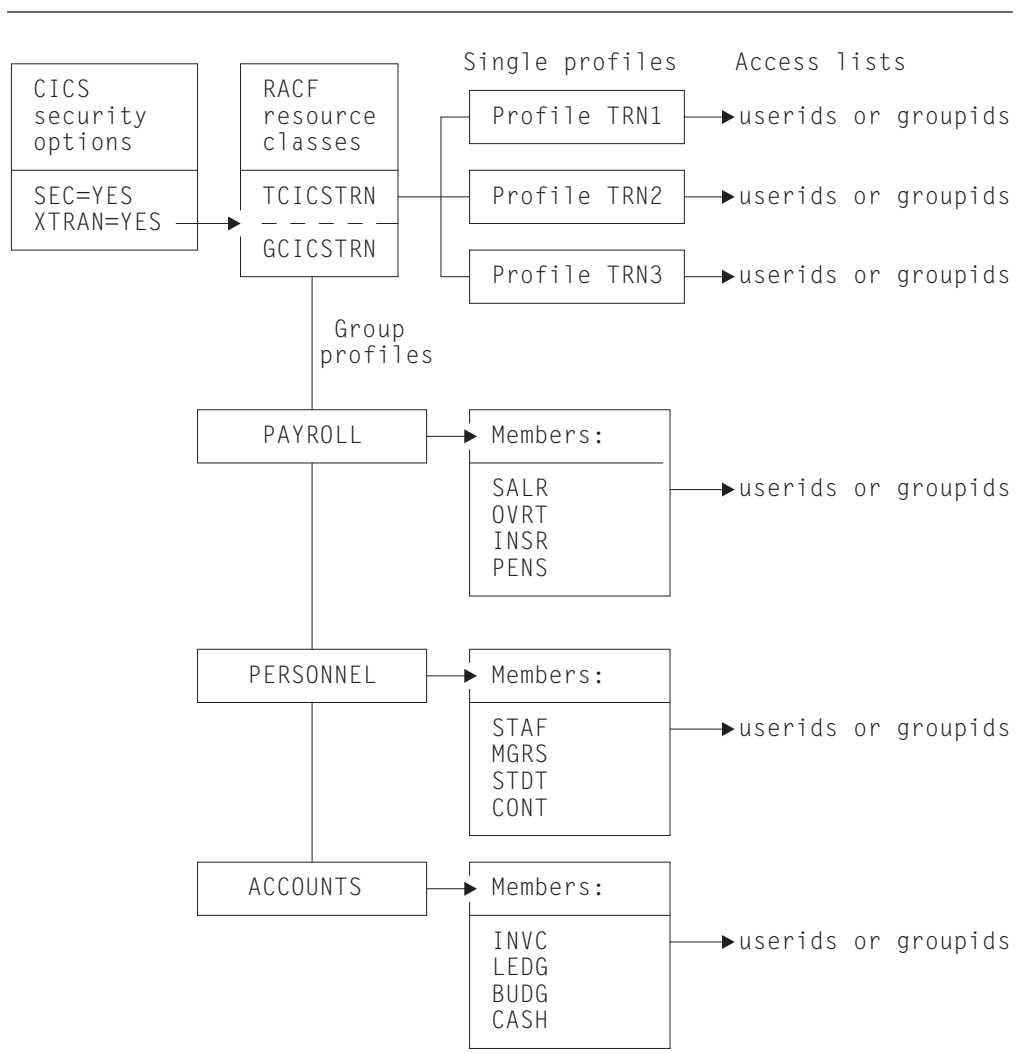 Single profiles
Access lists
CICS
security
options
SEC=YES
XTRAN=YES
RACF
resource
classes
TCICSTRN
GCICSTRN
Profile TRN1
userids or groupids
Profile TRN2
userids or groupids
Profile TRN3
userids or groupids
Group
profiles
PAYROLL
Members:
SALR
OVRT
INSR
PENS
userids or groupids
PERSONNEL
Members:
STAF
MGRS
STDT
CONT
userids or groupids
ACCOUNTS
Members:
INVC
LEDG
BUDG
CASH
userids or groupids